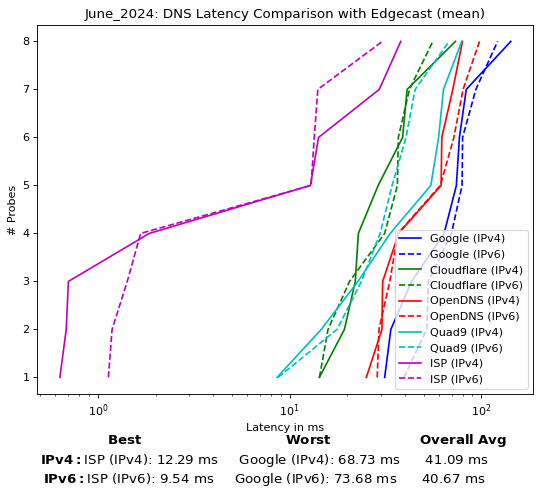 June_2024: DNS Latency Comparison with Edgecast (mean)
8
7
6
5
4
3
2
1
# Probes
Google (IPv4)
Google (IPv6)
Cloudflare (IPv4)
Cloudflare (IPv6)
OpenDNS (IPv4)
OpenDNS (IPv6)
Quad9 (IPv4)
Quad9 (IPv6)
ISP (IPv4)
ISP (IPv6)
10⁰ 10¹ 10²
Latency in ms
Best Worst Overall Avg
IPv4: ISP (IPv4): 12.29 ms Google (IPv4): 68.73 ms 41.09 ms
IPv6: ISP (IPv6): 9.54 ms Google (IPv6): 73.68 ms 40.67 ms